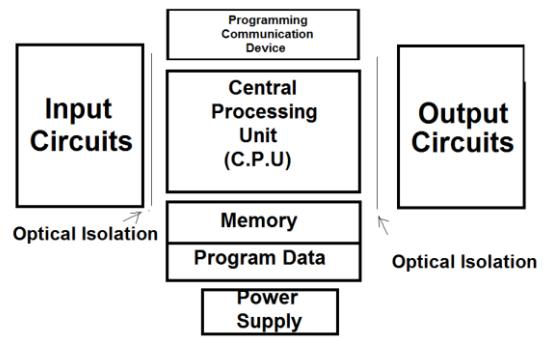 Programming
Communication
Device
Input
Circuits
Central
Processing
Unit
(C.P.U)
Output
Circuits
Memory
Program Data
Optical Isolation
Optical Isolation
Power
Supply